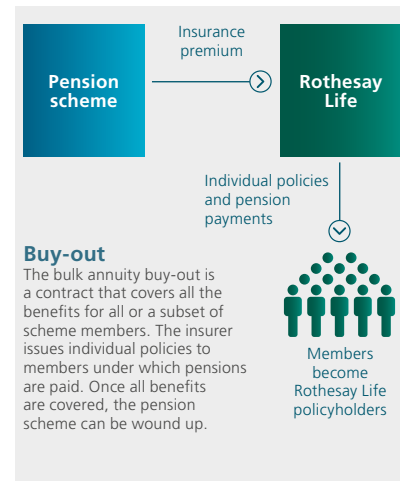 Insurance
premium
Pension
scheme
Rothesay
Life
Individual policies
and pension
payments
Buy-out
The bulk annuity buy-out is
a contract that covers all the
benefits for all or a subset of
scheme members. The insurer
issues individual policies to
members under which pensions
are paid. Once all benefits
are covered, the pension
scheme can be wound up.
Members
become
Rothesay Life
policyholders